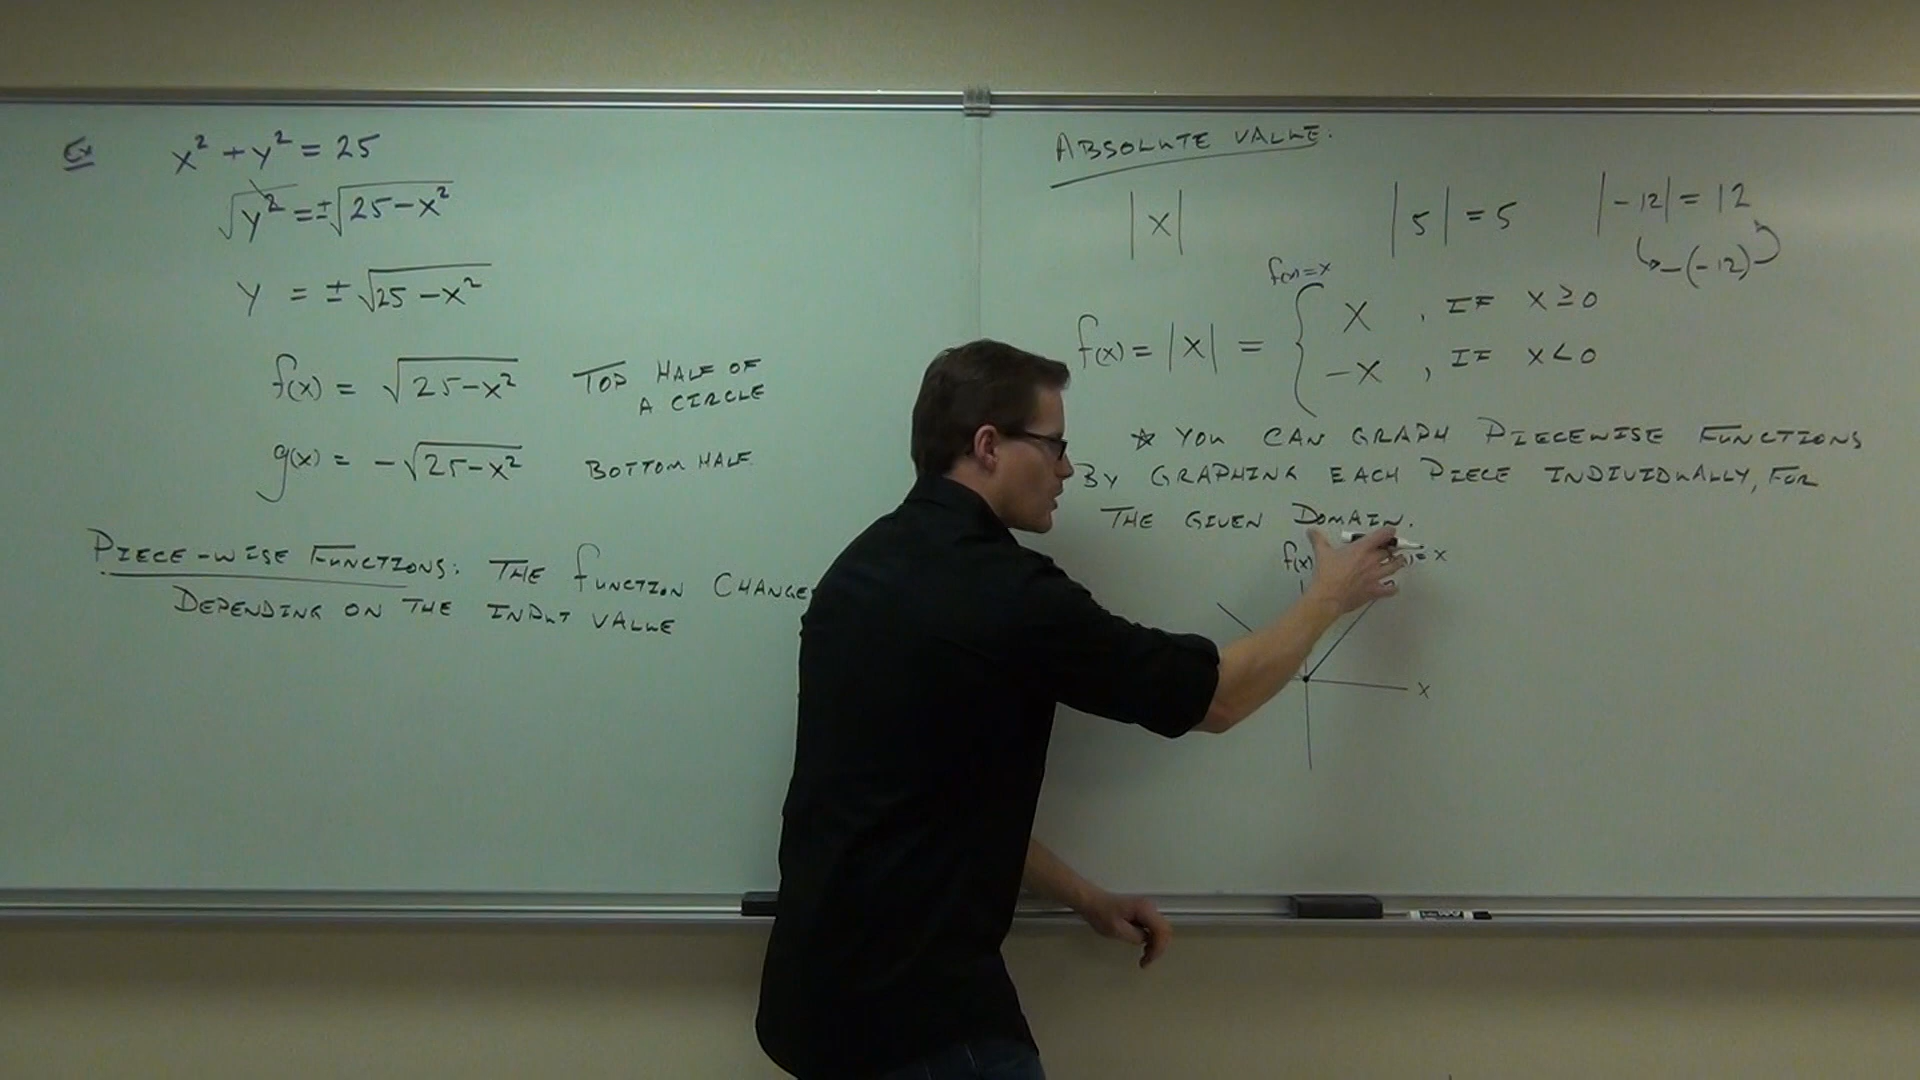 Ex x² + y² = 25
√y² = ±√25-x²
y = ±√25-x²
f(x) = √25-x² TOP HALF OF
A CIRCLE
g(x) = -√25-x² BOTTOM HALF
PIECE-WISE FUNCTIONS: THE FUNCTION CHANGE
DEPENDING ON THE INPUT VALUE
ABSOLUTE VALUE.
|x| |5| = 5 |-12| = 12
-(-12)
f(x)=x
f(x) = |x| = { x , IF x ≥ 0
-x , IF x < 0
☆ YOU CAN GRAPH PIECEWISE FUNCTIONS
BY GRAPHING EACH PIECE INDIVIDUALLY, FOR
THE GIVEN DOMAIN.
f(x) = x
x